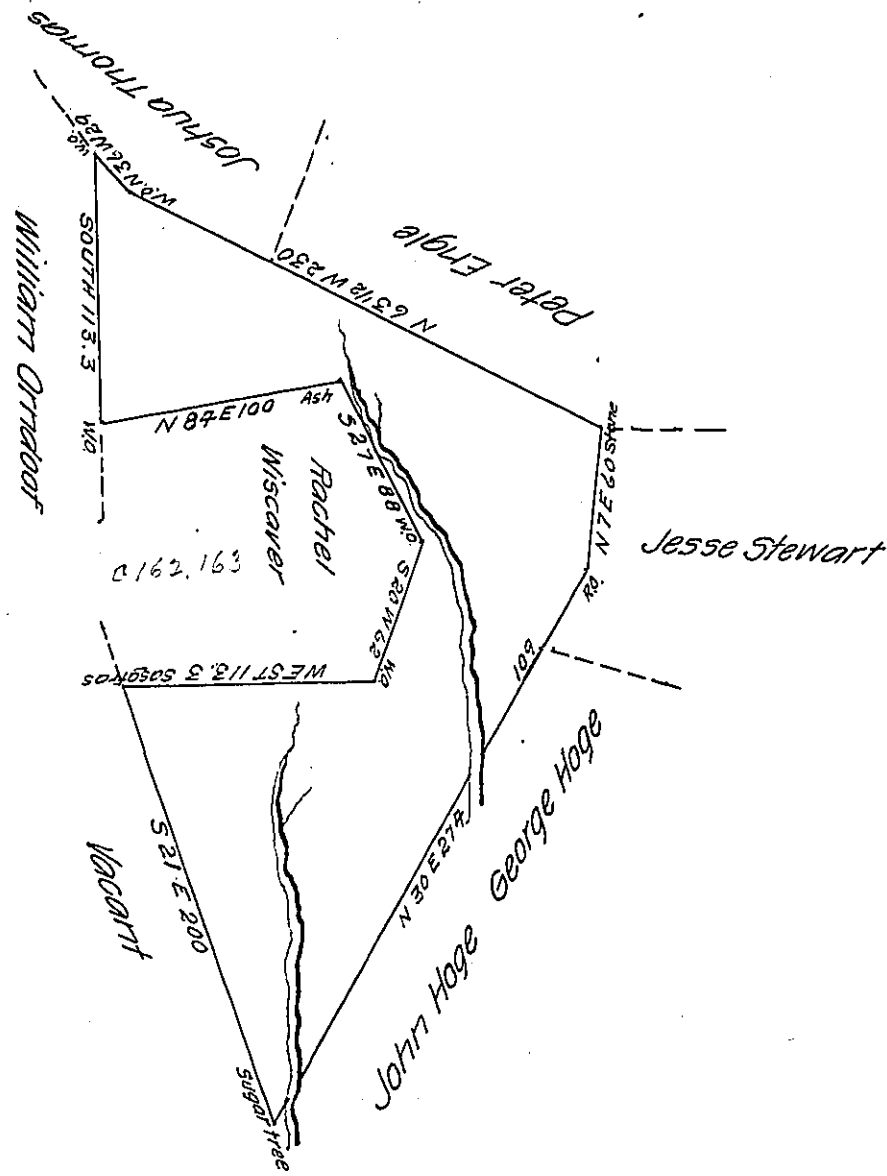 Joshua Thomas
W.O. N 36 W 29
W.O.
Peter Engle
N 63 1/2 W 230
Stone
N 7 E 60
R.O.
Jesse Stewart
109
George Hoge
N 30 E 274
John Hoge
SOUTH 113.3
William Orndoof
W.O.
N 84 E 100
Ash
S 27 E 88
W.O.
S 20 W 62
W.O.
Rachel
Wiscaver
C 162, 163
WEST 113.3 Sasafras
S 21 E 200
Vacant
Sugar tree